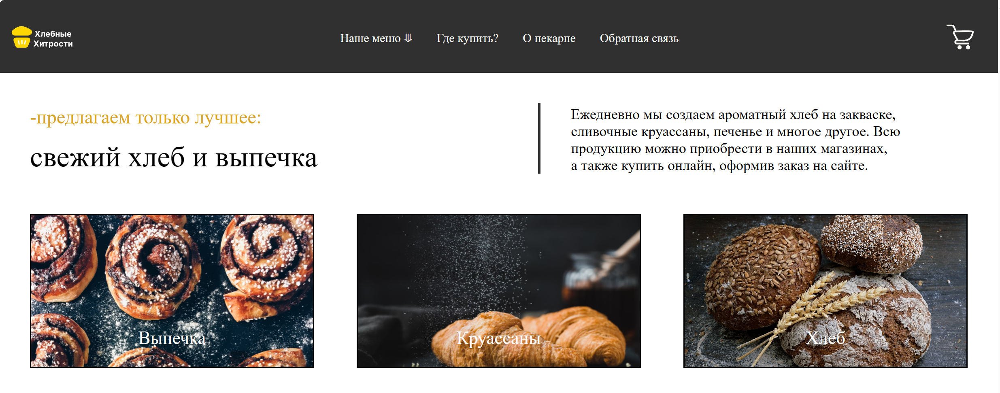 Хлебные
Хитрости
Наше меню ⤋ Где купить? О пекарне Обратная связь
-предлагаем только лучшее:
свежий хлеб и выпечка
Ежедневно мы создаем ароматный хлеб на закваске,
сливочные круассаны, печенье и многое другое. Всю
продукцию можно приобрести в наших магазинах,
а также купить онлайн, оформив заказ на сайте.
Выпечка
Круассаны
Хлеб